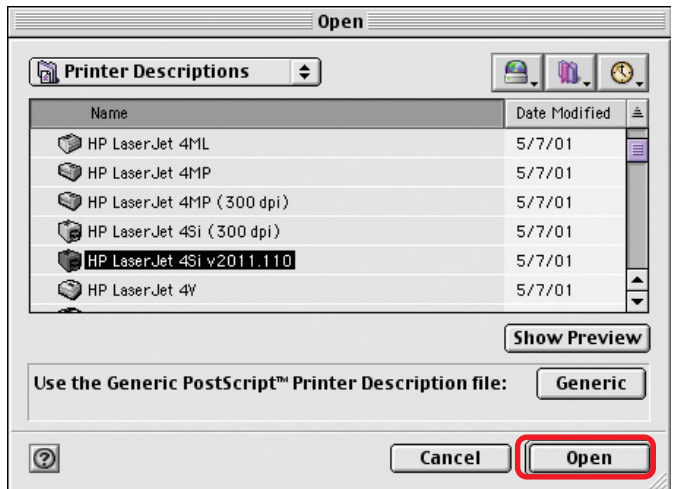 Open
Printer Descriptions
Name Date Modified
HP LaserJet 4ML 5/7/01
HP LaserJet 4MP 5/7/01
HP LaserJet 4MP (300 dpi) 5/7/01
HP LaserJet 4Si (300 dpi) 5/7/01
HP LaserJet 4Si v2011.110 5/7/01
HP LaserJet 4V 5/7/01
Show Preview
Use the Generic PostScript™ Printer Description file: Generic
? Cancel Open